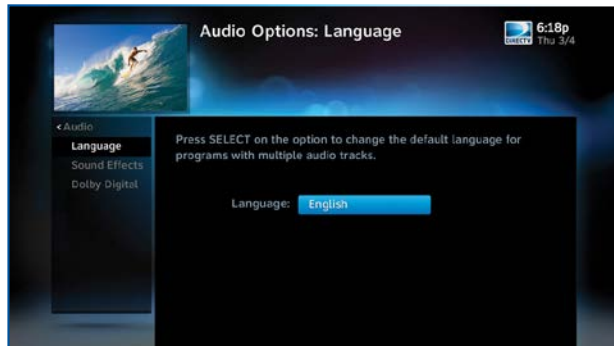 Audio Options: Language
DIRECTV
6:18p
Thu 3/4
<Audio
Language
Sound Effects
Dolby Digital
Press SELECT on the option to change the default language for
programs with multiple audio tracks.
Language: English